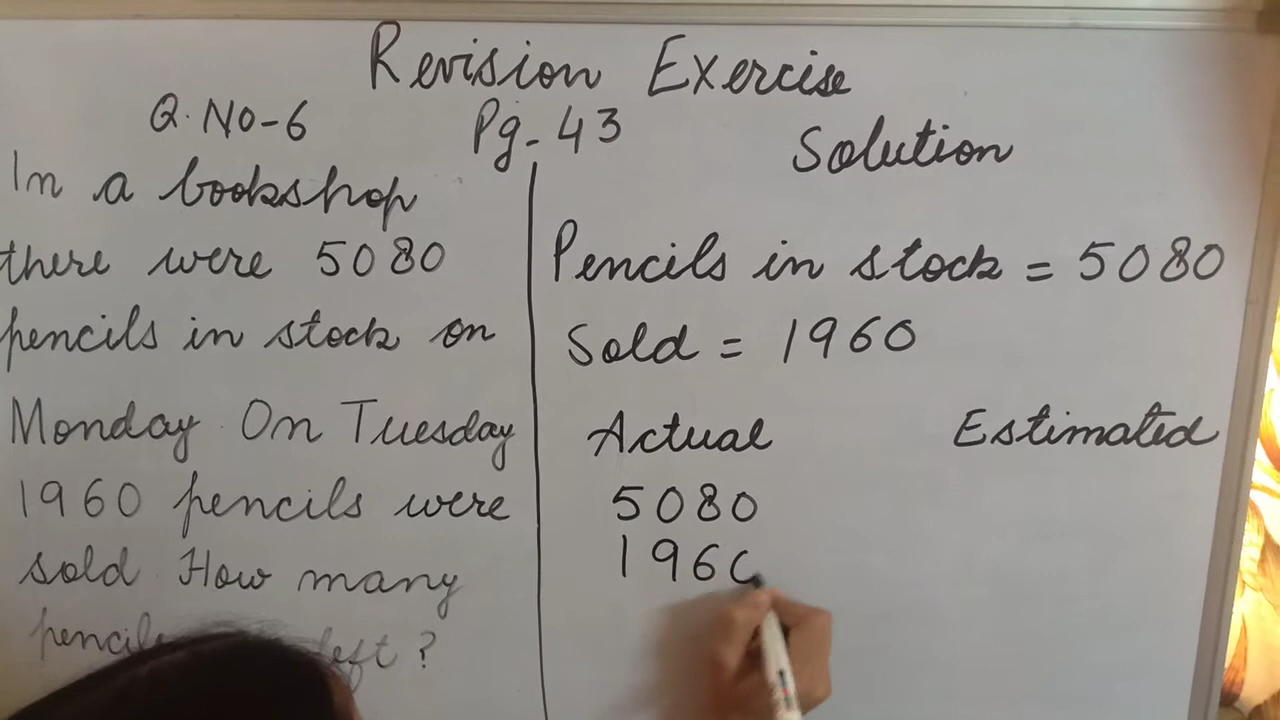 Revision Exercise
Q. No-6
Pg-43
In a bookshop
there were 5080
pencils in stock on
Monday. On Tuesday
1960 pencils were
sold. How many
left?
Solution
Pencils in stock = 5080
Sold = 1960
Actual
Estimated
5080
1960